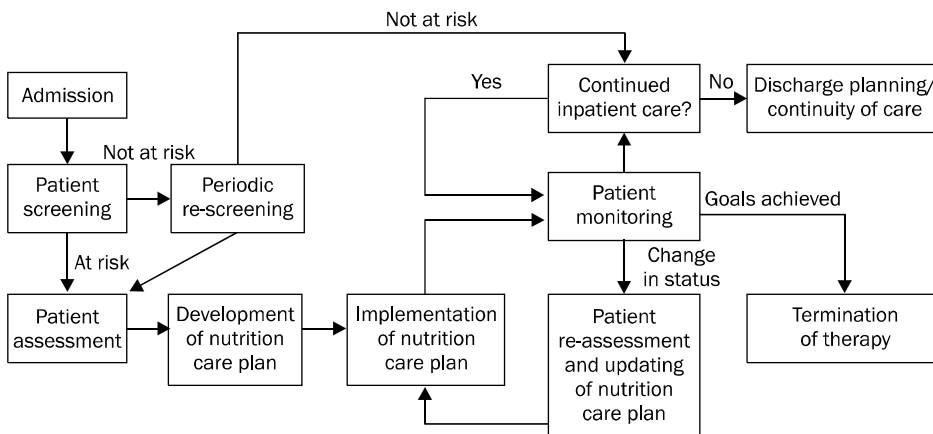 Not at risk
Admission
Yes
Continued
inpatient care?
No
Discharge planning/
continuity of care
Not at risk
Patient
screening
Periodic
re-screening
Patient
monitoring
Goals achieved
At risk
Change
in status
Patient
assessment
Development
of nutrition
care plan
Implementation
of nutrition
care plan
Patient
re-assessment
and updating
of nutrition
care plan
Termination
of therapy